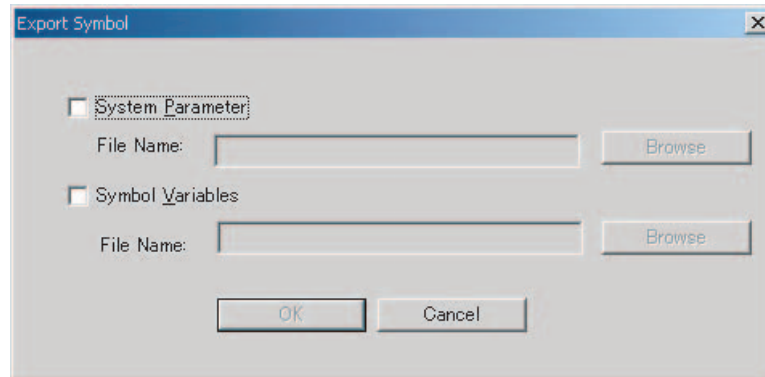 Export Symbol
System Parameter
File Name:
Browse
Symbol Variables
File Name:
Browse
OK
Cancel